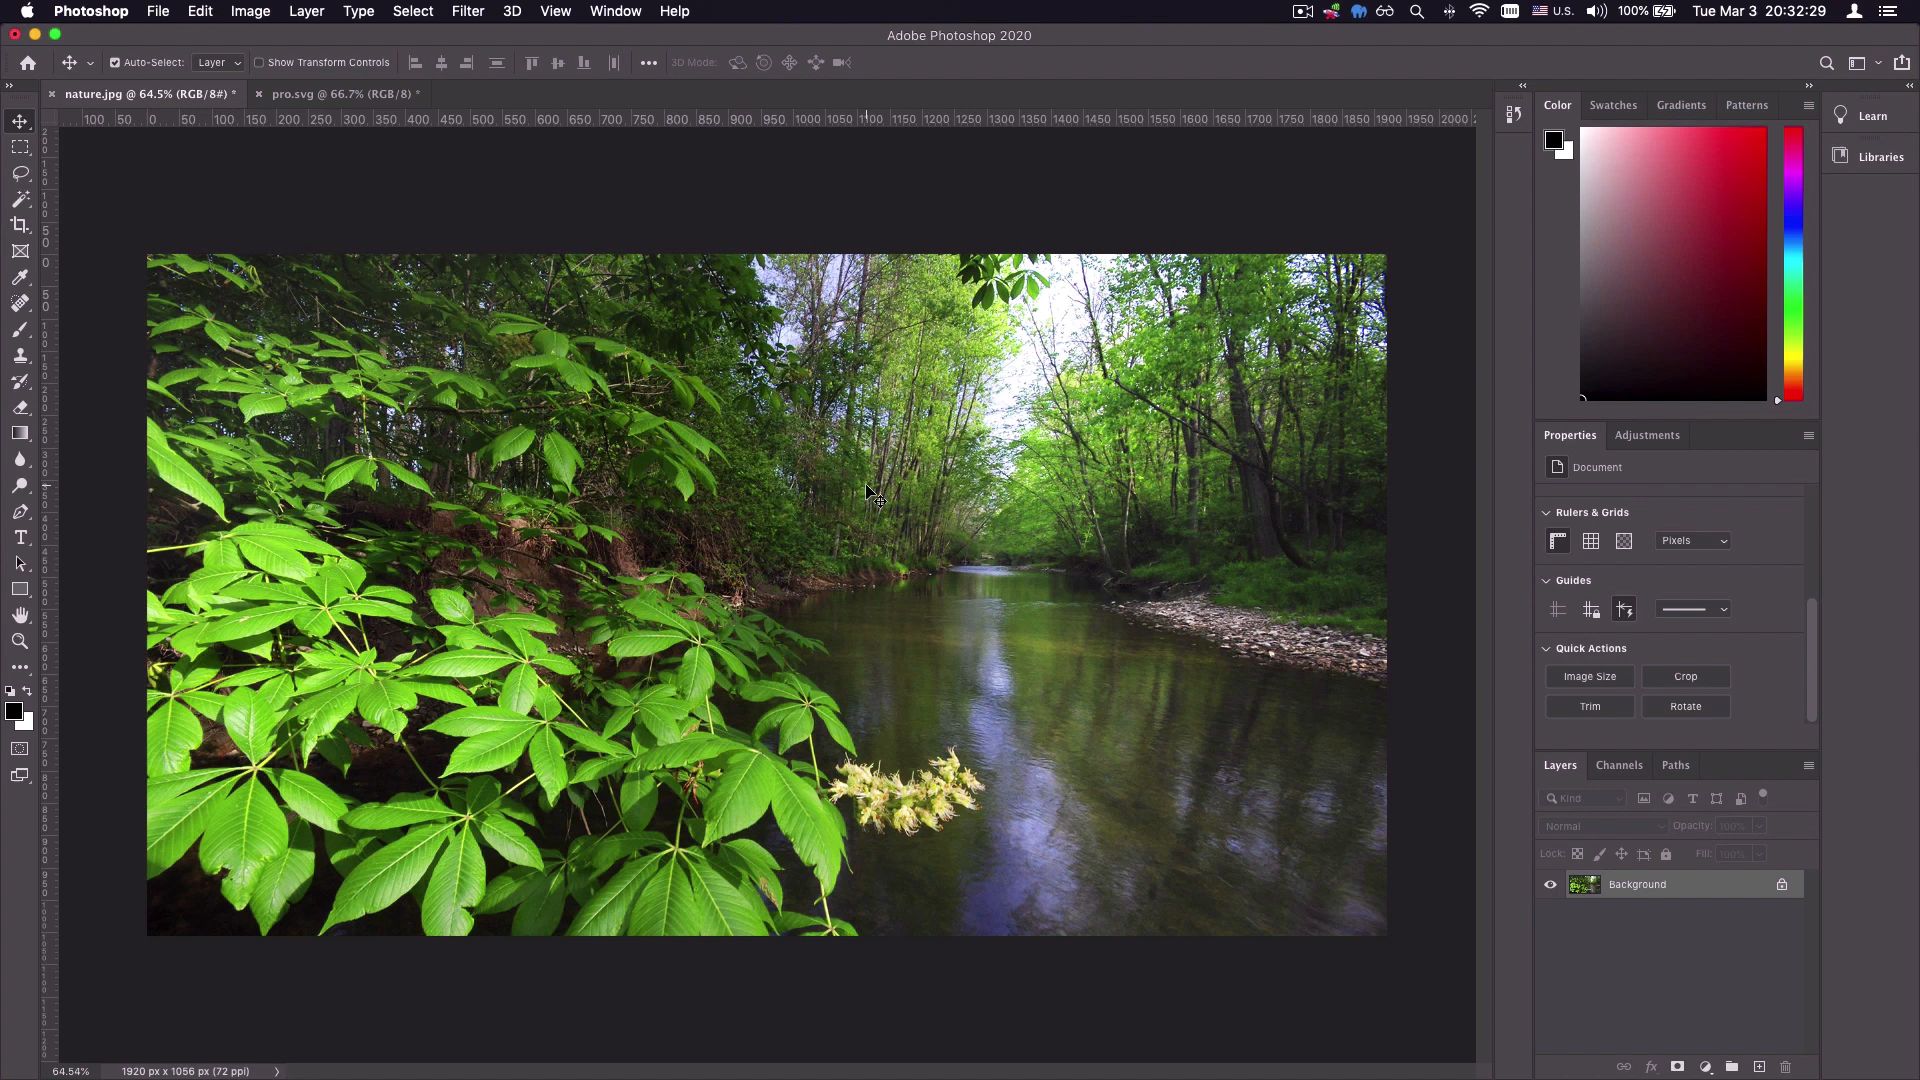 Photoshop File Edit Image Layer Type Select Filter 3D View Window Help U.S. 100% Tue Mar 3 20:32:29
Adobe Photoshop 2020
Auto-Select: Layer Show Transform Controls 3D Mode:
nature.jpg @ 64.5% (RGB/8#) * pro.svg @ 66.7% (RGB/8) *
100 50 0 50 100 150 200 250 300 350 400 450 500 550 600 650 700 750 800 850 900 950 1000 1050 1100 1150 1200 1250 1300 1350 1400 1450 1500 1550 1600 1650 1700 1750 1800 1850 1900 1950 2000
Color Swatches Gradients Patterns
Learn
Libraries
Properties Adjustments
Document
Rulers & Grids
Pixels
Guides
Quick Actions
Image Size Crop
Trim Rotate
Layers Channels Paths
Kind
Normal Opacity: 100%
Lock: Fill: 100%
Background
fx
64.54% 1920 px x 1056 px (72 ppi)